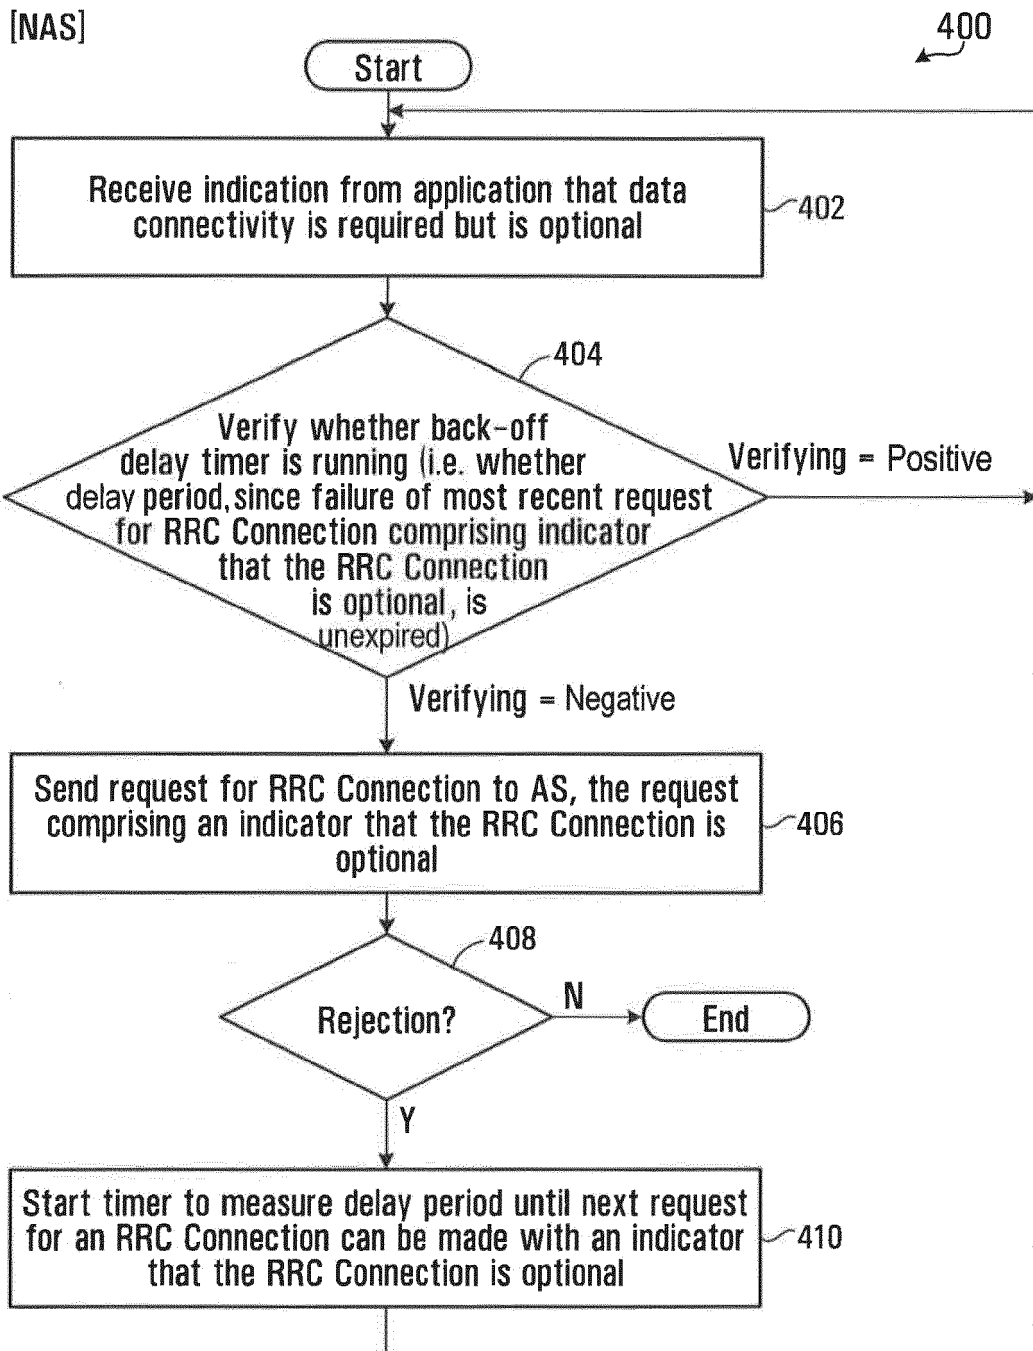 [NAS]
400
Start
Receive indication from application that data
connectivity is required but is optional
402
404
Verify whether back-off
delay timer is running (i.e. whether
delay period, since failure of most recent request
for RRC Connection comprising indicator
that the RRC Connection
is optional, is
unexpired)
Verifying = Positive
Verifying = Negative
Send request for RRC Connection to AS, the request
comprising an indicator that the RRC Connection is
optional
406
408
Rejection?
N
End
Y
Start timer to measure delay period until next request
for an RRC Connection can be made with an indicator
that the RRC Connection is optional
410